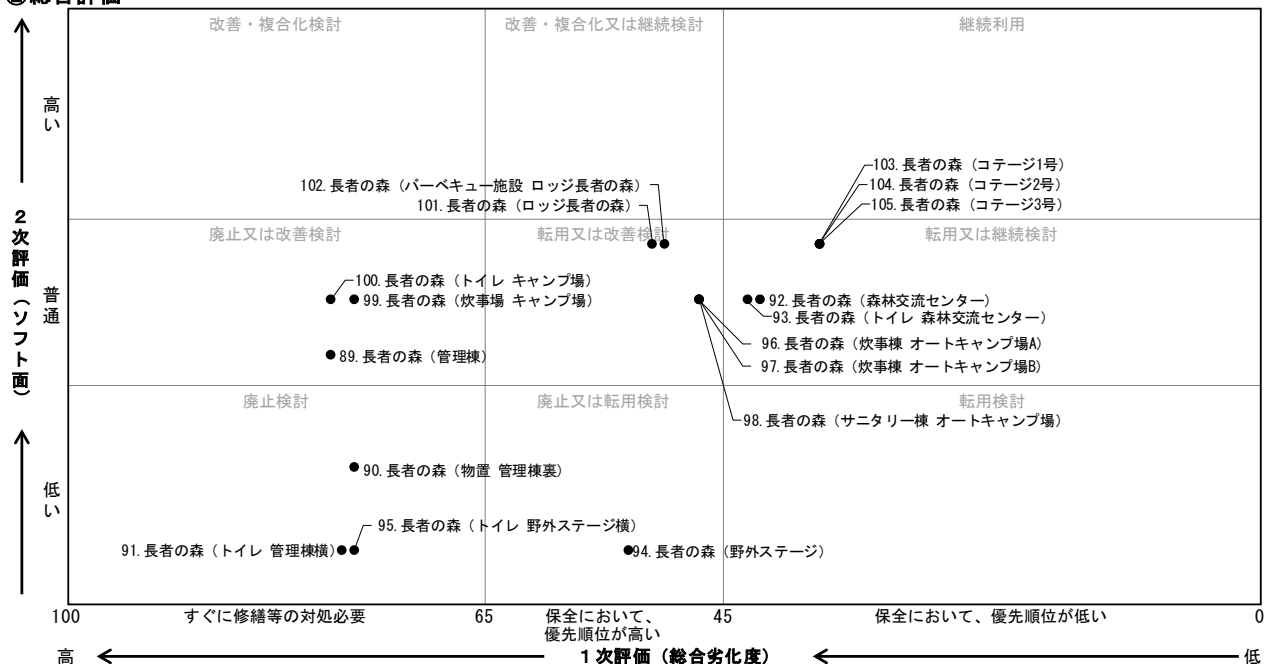 総合評価
改善・複合化検討
改善・複合化又は継続検討
継続利用
高い
103.長者の森（コテージ1号）
104.長者の森（コテージ2号）
105.長者の森（コテージ3号）
102.長者の森（バーベキュー施設 ロッジ長者の森）
101.長者の森（ロッジ長者の森）
2次評価（ソフト面）
廃止又は改善検討
転用又は改善検討
転用又は継続検討
普通
100.長者の森（トイレ キャンプ場）
99.長者の森（炊事場 キャンプ場）
92.長者の森（森林交流センター）
93.長者の森（トイレ 森林交流センター）
96.長者の森（炊事棟 オートキャンプ場A）
97.長者の森（炊事棟 オートキャンプ場B）
89.長者の森（管理棟）
廃止検討
廃止又は転用検討
転用検討
98.長者の森（サニタリー棟 オートキャンプ場）
低い
90.長者の森（物置 管理棟裏）
95.長者の森（トイレ 野外ステージ横）
91.長者の森（トイレ 管理棟横）
94.長者の森（野外ステージ）
100
すぐに修繕等の対処必要
65
保全において、
優先順位が高い
45
保全において、優先順位が低い
0
高
1次評価（総合劣化度）
低